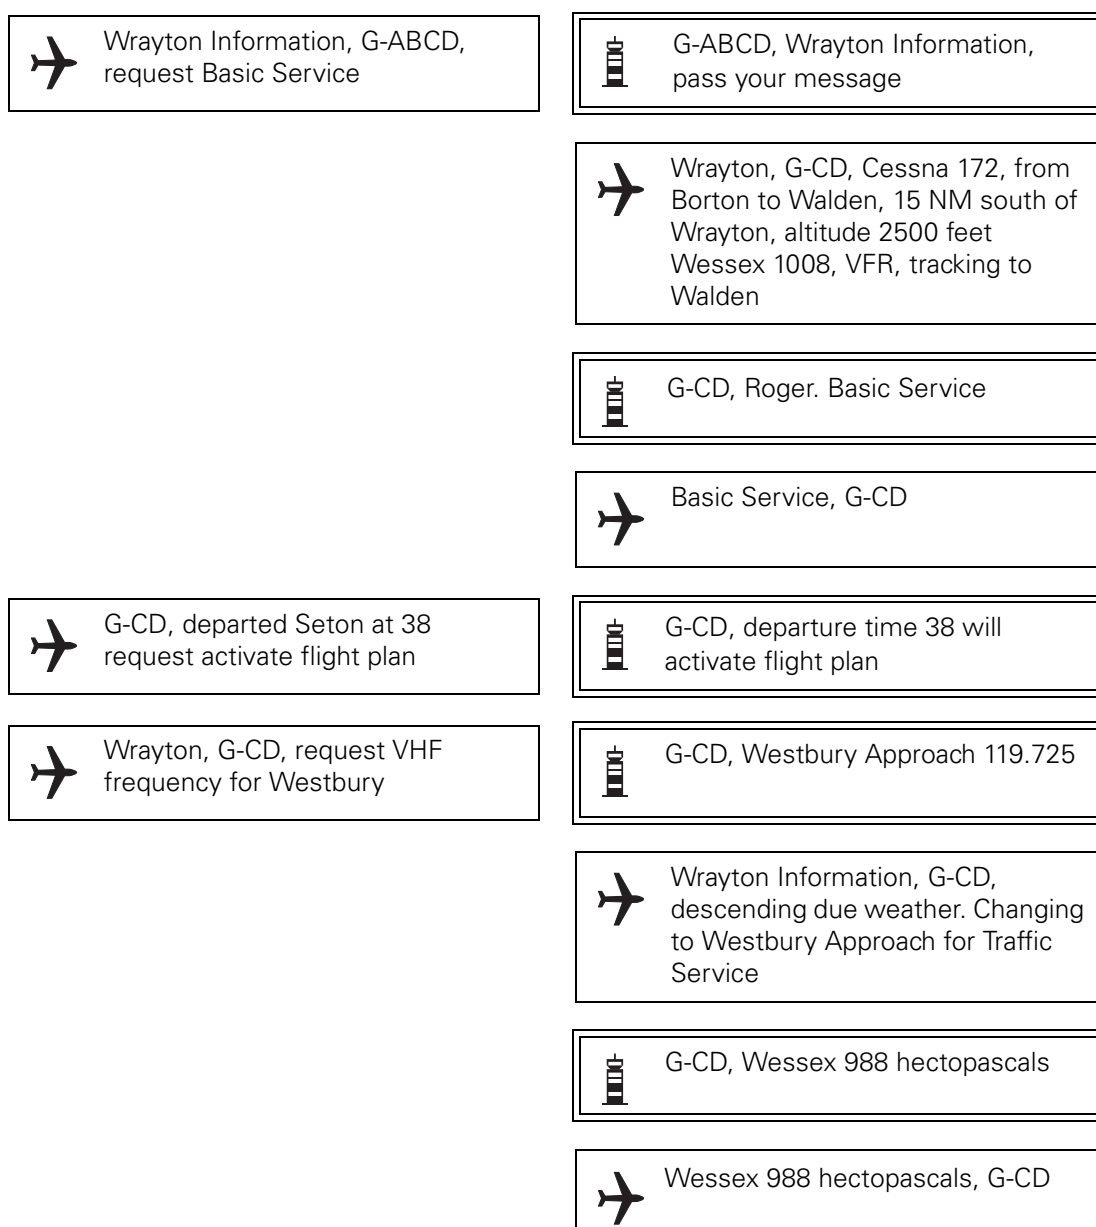 Wrayton Information, G-ABCD,
request Basic Service
G-ABCD, Wrayton Information,
pass your message
Wrayton, G-CD, Cessna 172, from
Borton to Walden, 15 NM south of
Wrayton, altitude 2500 feet
Wessex 1008, VFR, tracking to
Walden
G-CD, Roger. Basic Service
Basic Service, G-CD
G-CD, departed Seton at 38
request activate flight plan
G-CD, departure time 38 will
activate flight plan
Wrayton, G-CD, request VHF
frequency for Westbury
G-CD, Westbury Approach 119.725
Wrayton Information, G-CD,
descending due weather. Changing
to Westbury Approach for Traffic
Service
G-CD, Wessex 988 hectopascals
Wessex 988 hectopascals, G-CD